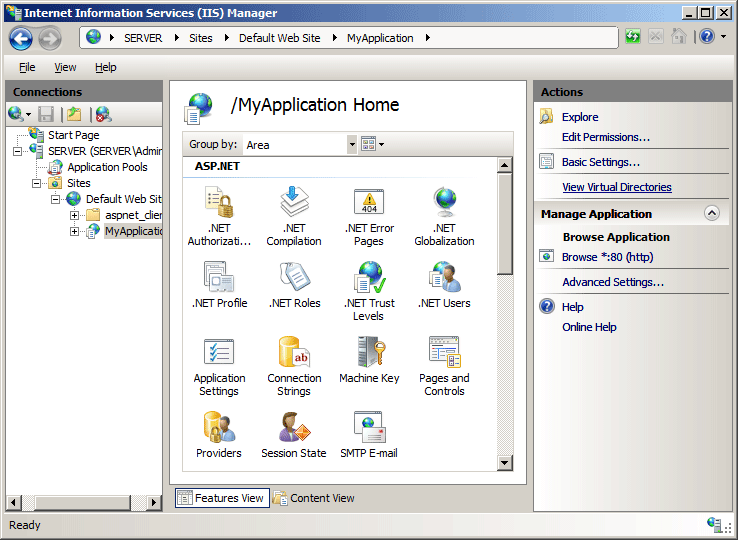 Internet Information Services (IIS) Manager
SERVER Sites Default Web Site MyApplication
File View Help
Connections
Start Page
SERVER (SERVER\Admin
Application Pools
Sites
Default Web Sit
aspnet_clien
MyApplicatio
/MyApplication Home
Group by: Area
ASP.NET
.NET Authorizati...
.NET Compilation
.NET Error Pages
404
.NET Globalization
.NET Profile
.NET Roles
.NET Trust Levels
.NET Users
Application Settings
ab
Connection Strings
Machine Key
Pages and Controls
Providers
Session State
SMTP E-mail
Features View
Content View
Actions
Explore
Edit Permissions...
Basic Settings...
View Virtual Directories
Manage Application
Browse Application
Browse *:80 (http)
Advanced Settings...
Help
Online Help
Ready